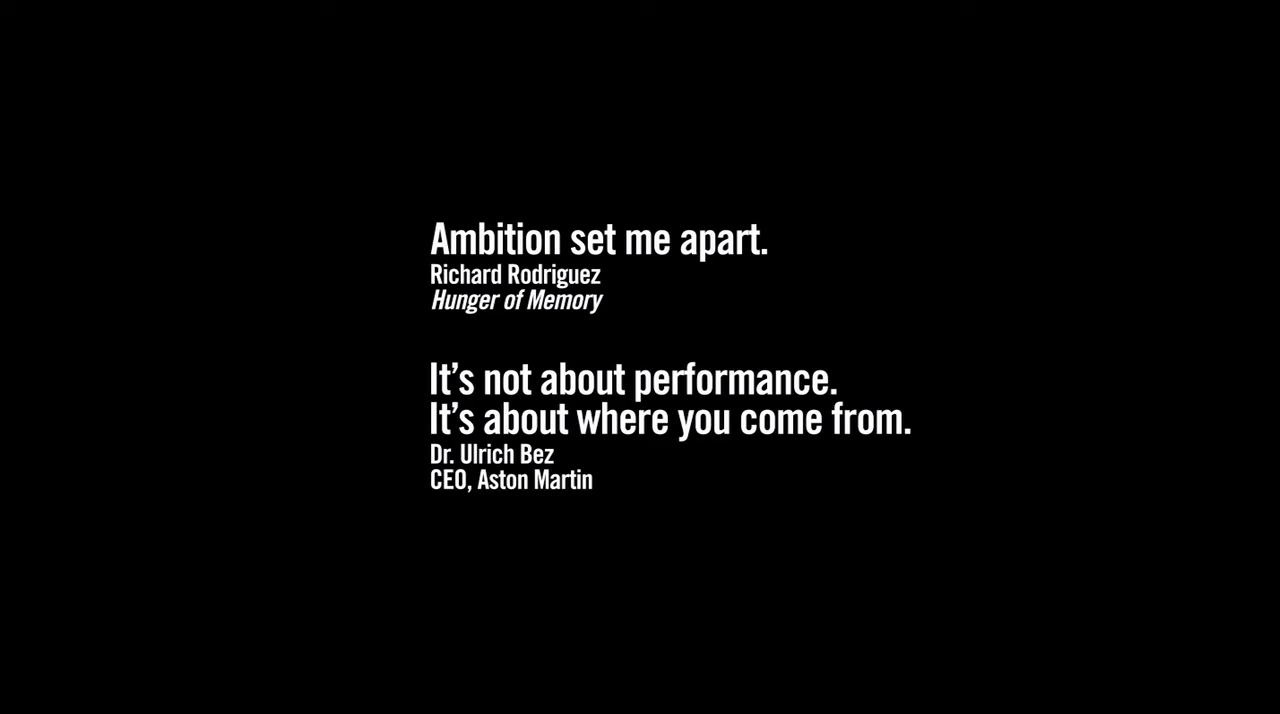 Ambition set me apart.
Richard Rodriguez
Hunger of Memory
It’s not about performance.
It’s about where you come from.
Dr. Ulrich Bez
CEO, Aston Martin